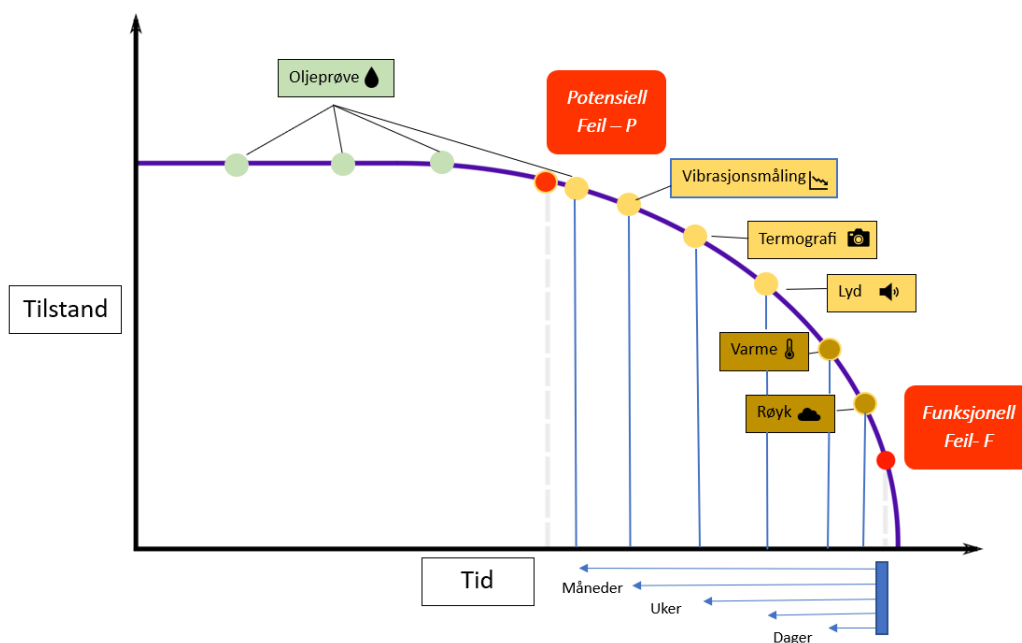 Oljeprøve
Potensiell
Feil – P
Vibrasjonsmåling
Termografi
Tilstand
Lyd
Varme
Røyk
Funksjonell
Feil- F
Tid
Måneder
Uker
Dager